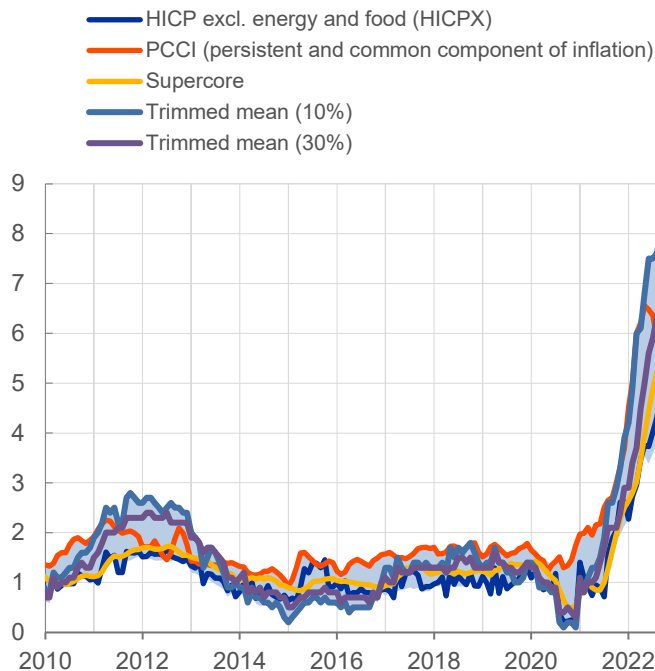 HICP excl. energy and food (HICPX)
PCCI (persistent and common component of inflation)
Supercore
Trimmed mean (10%)
Trimmed mean (30%)
9
8
7
6
5
4
3
2
1
0
2010 2012 2014 2016 2018 2020 2022